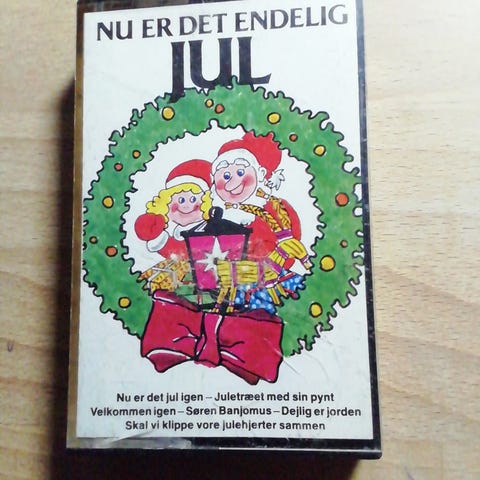 NU ER DET ENDELIG
JUL
Nu er det jul igen – Juletræet med sin pynt
Velkommen igen – Søren Banjomus – Dejlig er jorden
Skal vi klippe vore julehjerter sammen